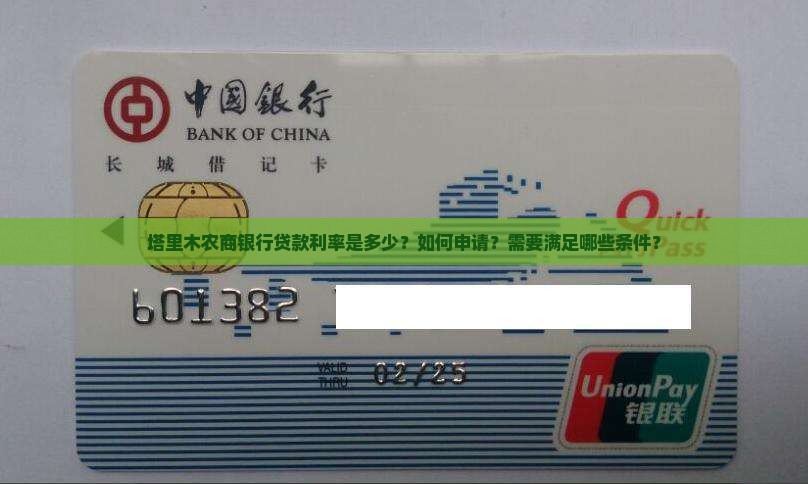 中國銀行
BANK OF CHINA
长城借记卡
Quick
Pass
塔里木农商银行贷款利率是多少？如何申请？需要满足哪些条件？
601382
VALID
THRU
02/25
UnionPay
银联